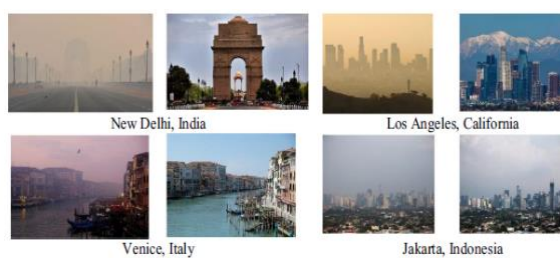 New Delhi, India
Los Angeles, California
Venice, Italy
Jakarta, Indonesia